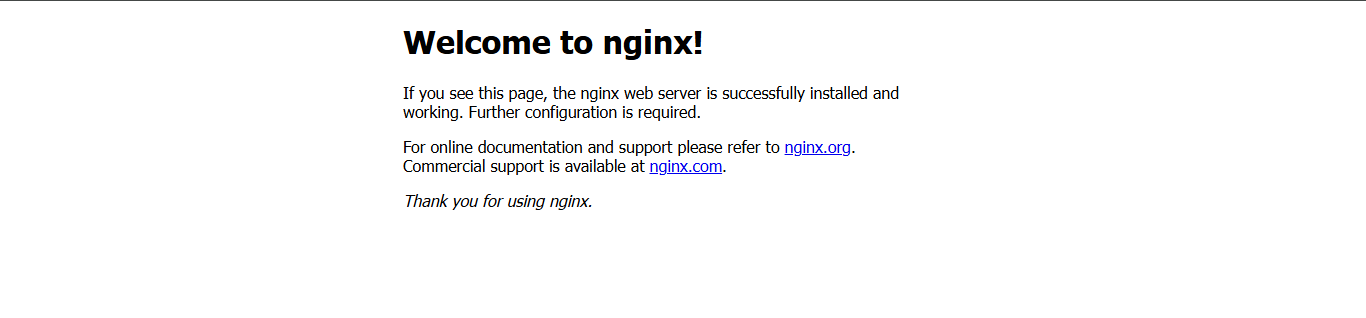 Welcome to nginx!
If you see this page, the nginx web server is successfully installed and
working. Further configuration is required.
For online documentation and support please refer to nginx.org.
Commercial support is available at nginx.com.
Thank you for using nginx.